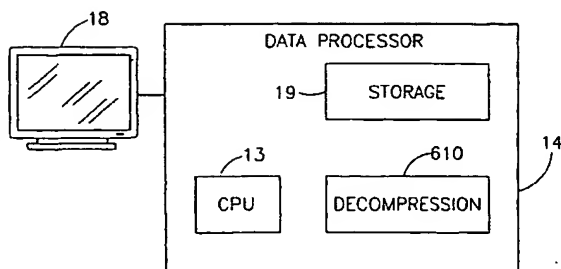 18
DATA PROCESSOR
19
STORAGE
13
610
14
CPU
DECOMPRESSION